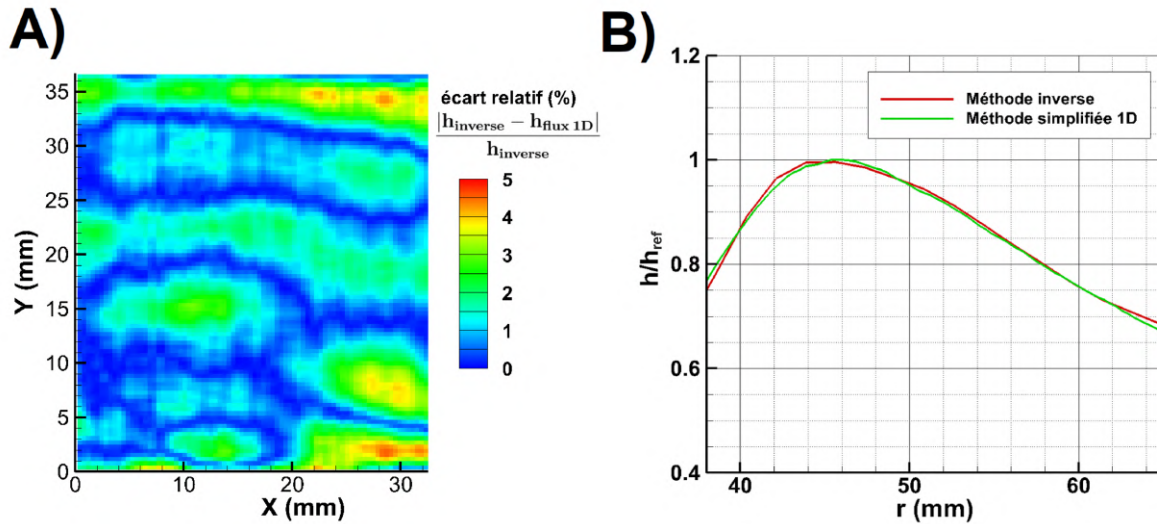 A)
35
30
25
20
15
10
5
0
Y (mm)
0
10
20
30
X (mm)
écart relatif (%)
|h_inverse − h_flux 1D|
h_inverse
5
4
3
2
1
0
B)
1.2
1
0.8
0.6
0.4
h/h_ref
Méthode inverse
Méthode simplifiée 1D
40
50
60
r (mm)